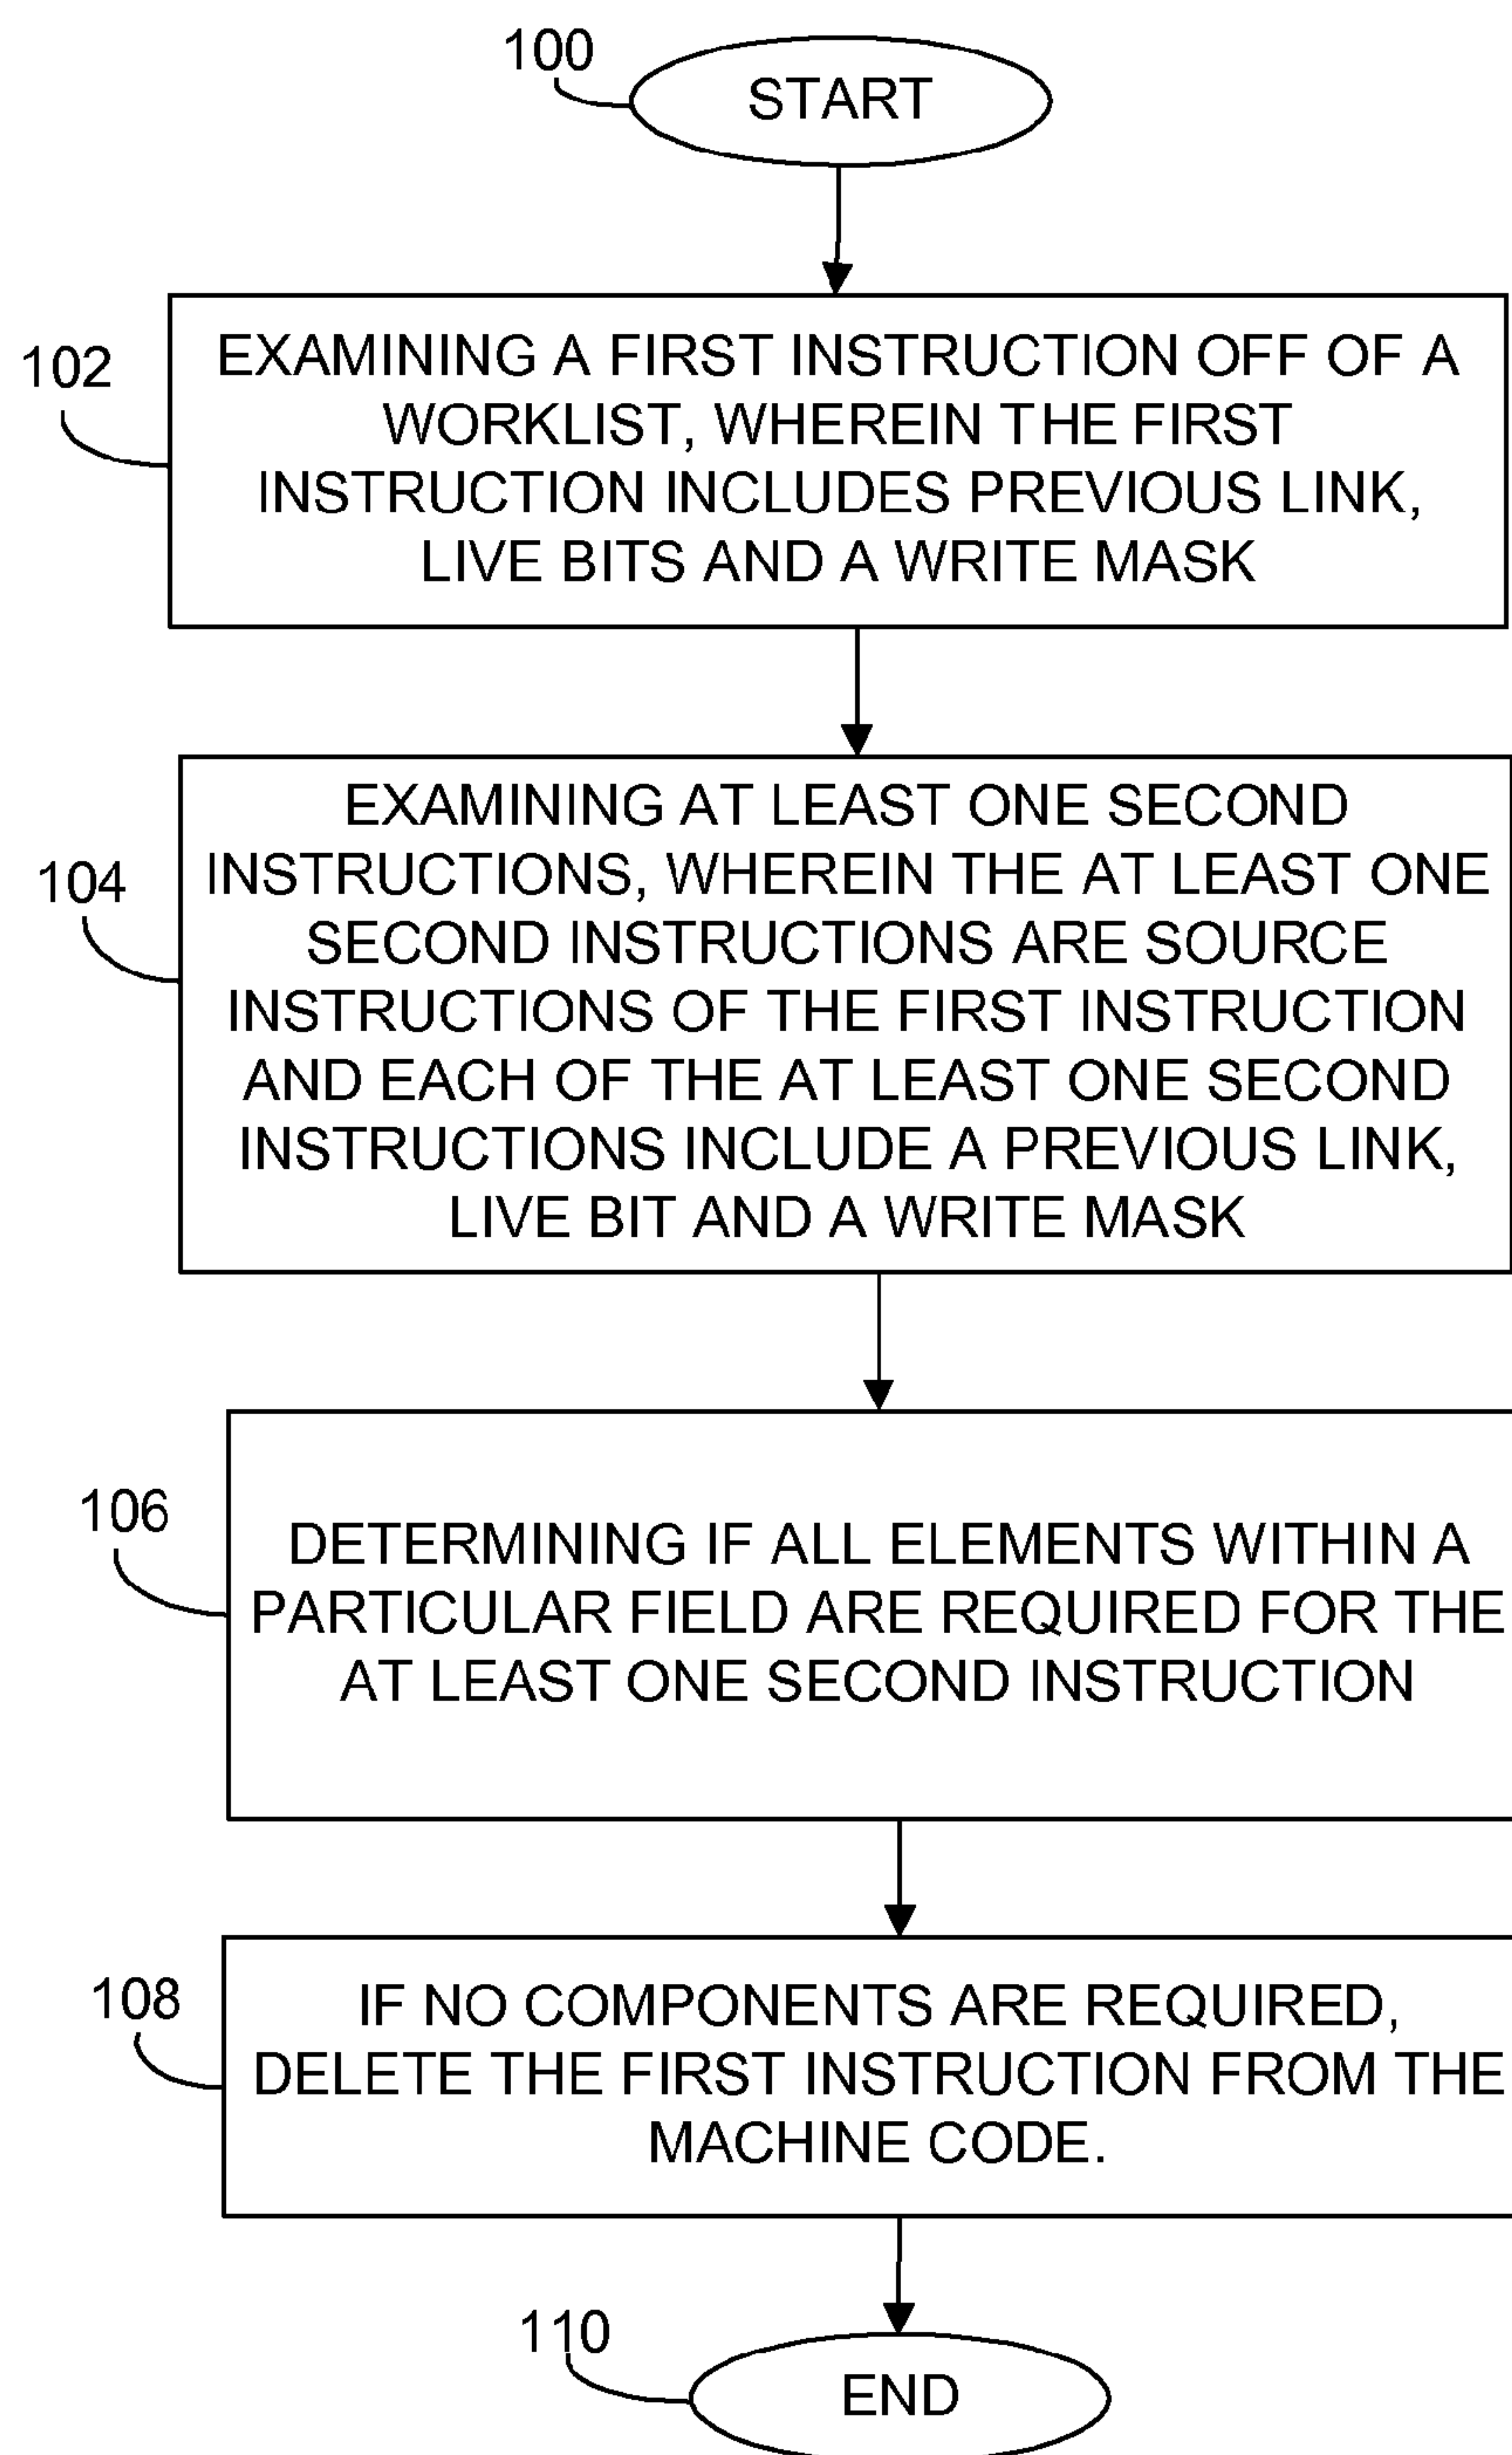 100
START
102
EXAMINING A FIRST INSTRUCTION OFF OF A
WORKLIST, WHEREIN THE FIRST
INSTRUCTION INCLUDES PREVIOUS LINK,
LIVE BITS AND A WRITE MASK
104
EXAMINING AT LEAST ONE SECOND
INSTRUCTIONS, WHEREIN THE AT LEAST ONE
SECOND INSTRUCTIONS ARE SOURCE
INSTRUCTIONS OF THE FIRST INSTRUCTION
AND EACH OF THE AT LEAST ONE SECOND
INSTRUCTIONS INCLUDE A PREVIOUS LINK,
LIVE BIT AND A WRITE MASK
106
DETERMINING IF ALL ELEMENTS WITHIN A
PARTICULAR FIELD ARE REQUIRED FOR THE
AT LEAST ONE SECOND INSTRUCTION
108
IF NO COMPONENTS ARE REQUIRED,
DELETE THE FIRST INSTRUCTION FROM THE
MACHINE CODE.
110
END